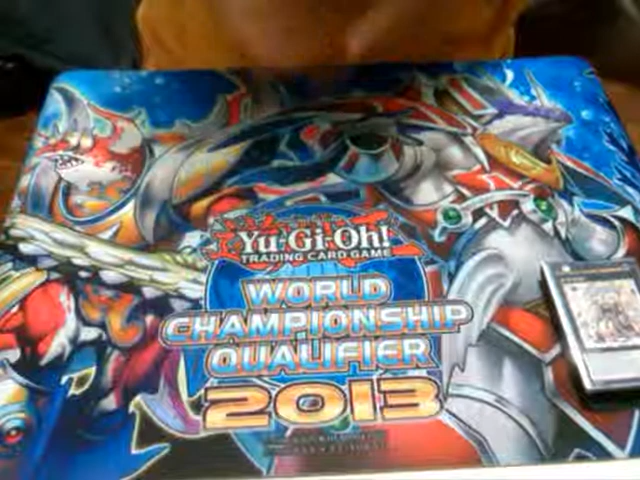 Yu-Gi-Oh!
TRADING CARD GAME
WORLD
CHAMPIONSHIP
QUALIFIER
2013